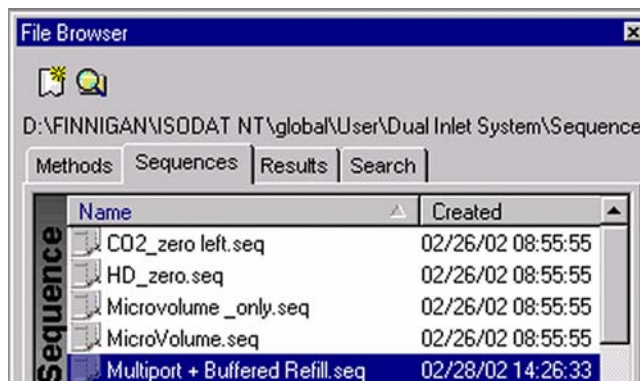 File Browser
D:\FINNIGAN\ISODAT NT\global\User\Dual Inlet System\Sequence
Methods Sequences Results Search
Sequence
Name Created
CO2_zero left.seq 02/26/02 08:55:55
HD_zero.seq 02/26/02 08:55:55
Microvolume _only.seq 02/26/02 08:55:55
MicroVolume.seq 02/26/02 08:55:55
Multiport + Buffered Refill.seq 02/28/02 14:26:33